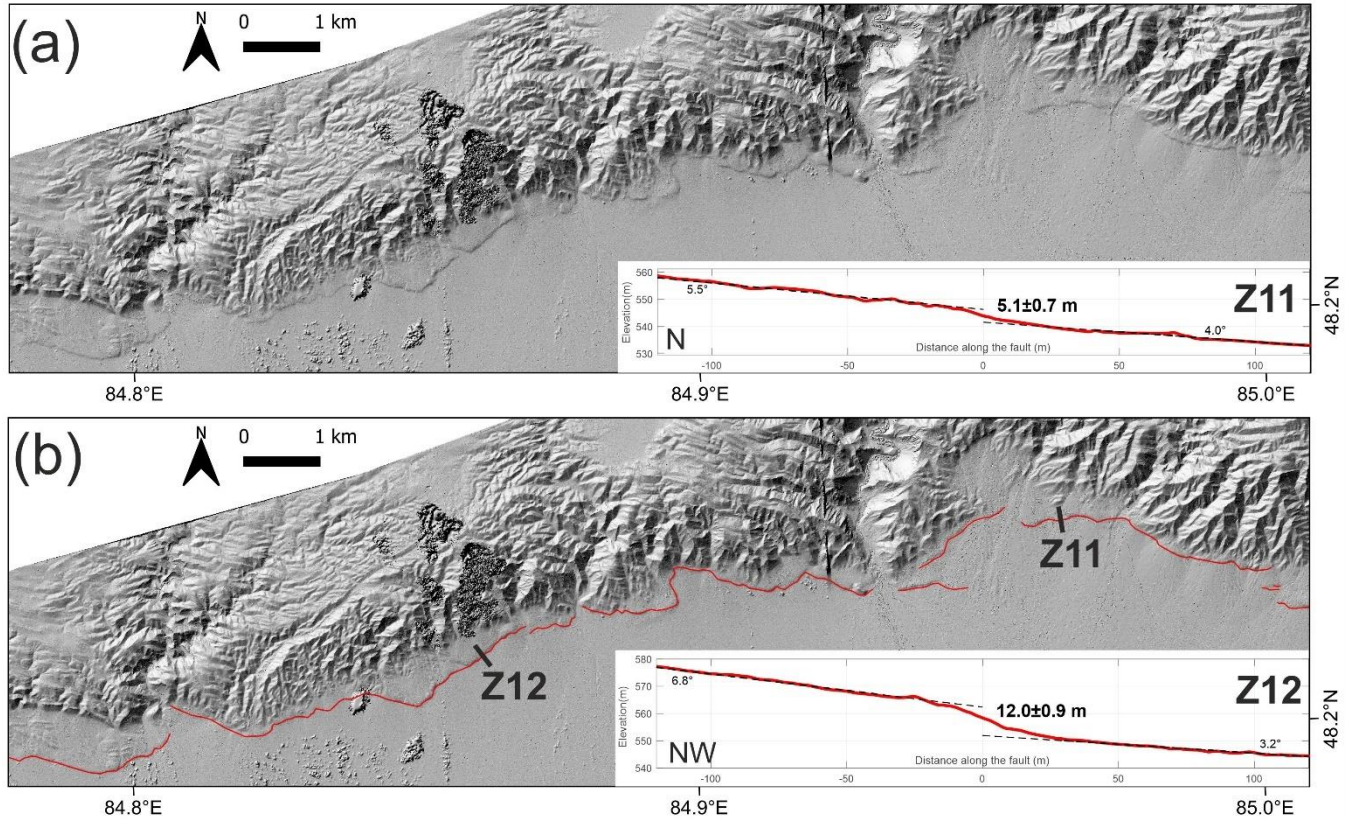 (a)
N
0 1 km
560
550
540
530
Elevation(m)
5.5°
5.1±0.7 m
Z11
4.0°
N
Distance along the fault (m)
-100 -50 0 50 100
48.2°N
84.8°E 84.9°E 85.0°E
(b)
N
0 1 km
Z11
Z12
580
570
560
550
540
Elevation(m)
6.8°
12.0±0.9 m
Z12
3.2°
NW
Distance along the fault (m)
-100 -50 0 50 100
48.2°N
84.8°E 84.9°E 85.0°E